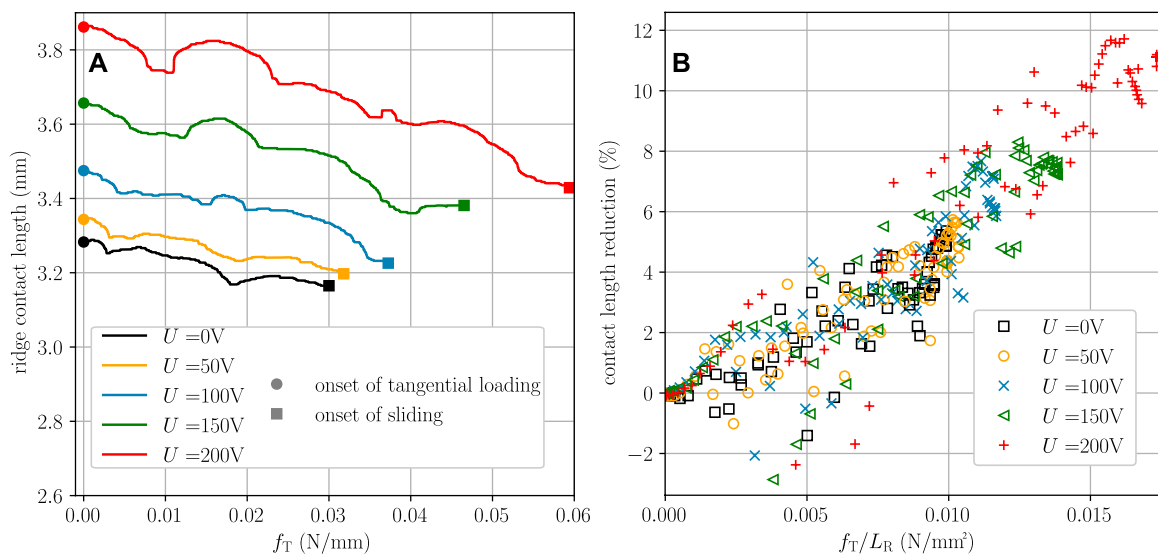 A
3.8
3.6
3.4
3.2
3.0
2.8
2.6
ridge contact length (mm)
U =0V
U =50V
U =100V
U =150V
U =200V
onset of tangential loading
onset of sliding
0.00 0.01 0.02 0.03 0.04 0.05 0.06
f_T (N/mm)
B
12
10
8
6
4
2
0
−2
contact length reduction (%)
U =0V
U =50V
U =100V
U =150V
U =200V
0.000 0.005 0.010 0.015
f_T/L_R (N/mm²)